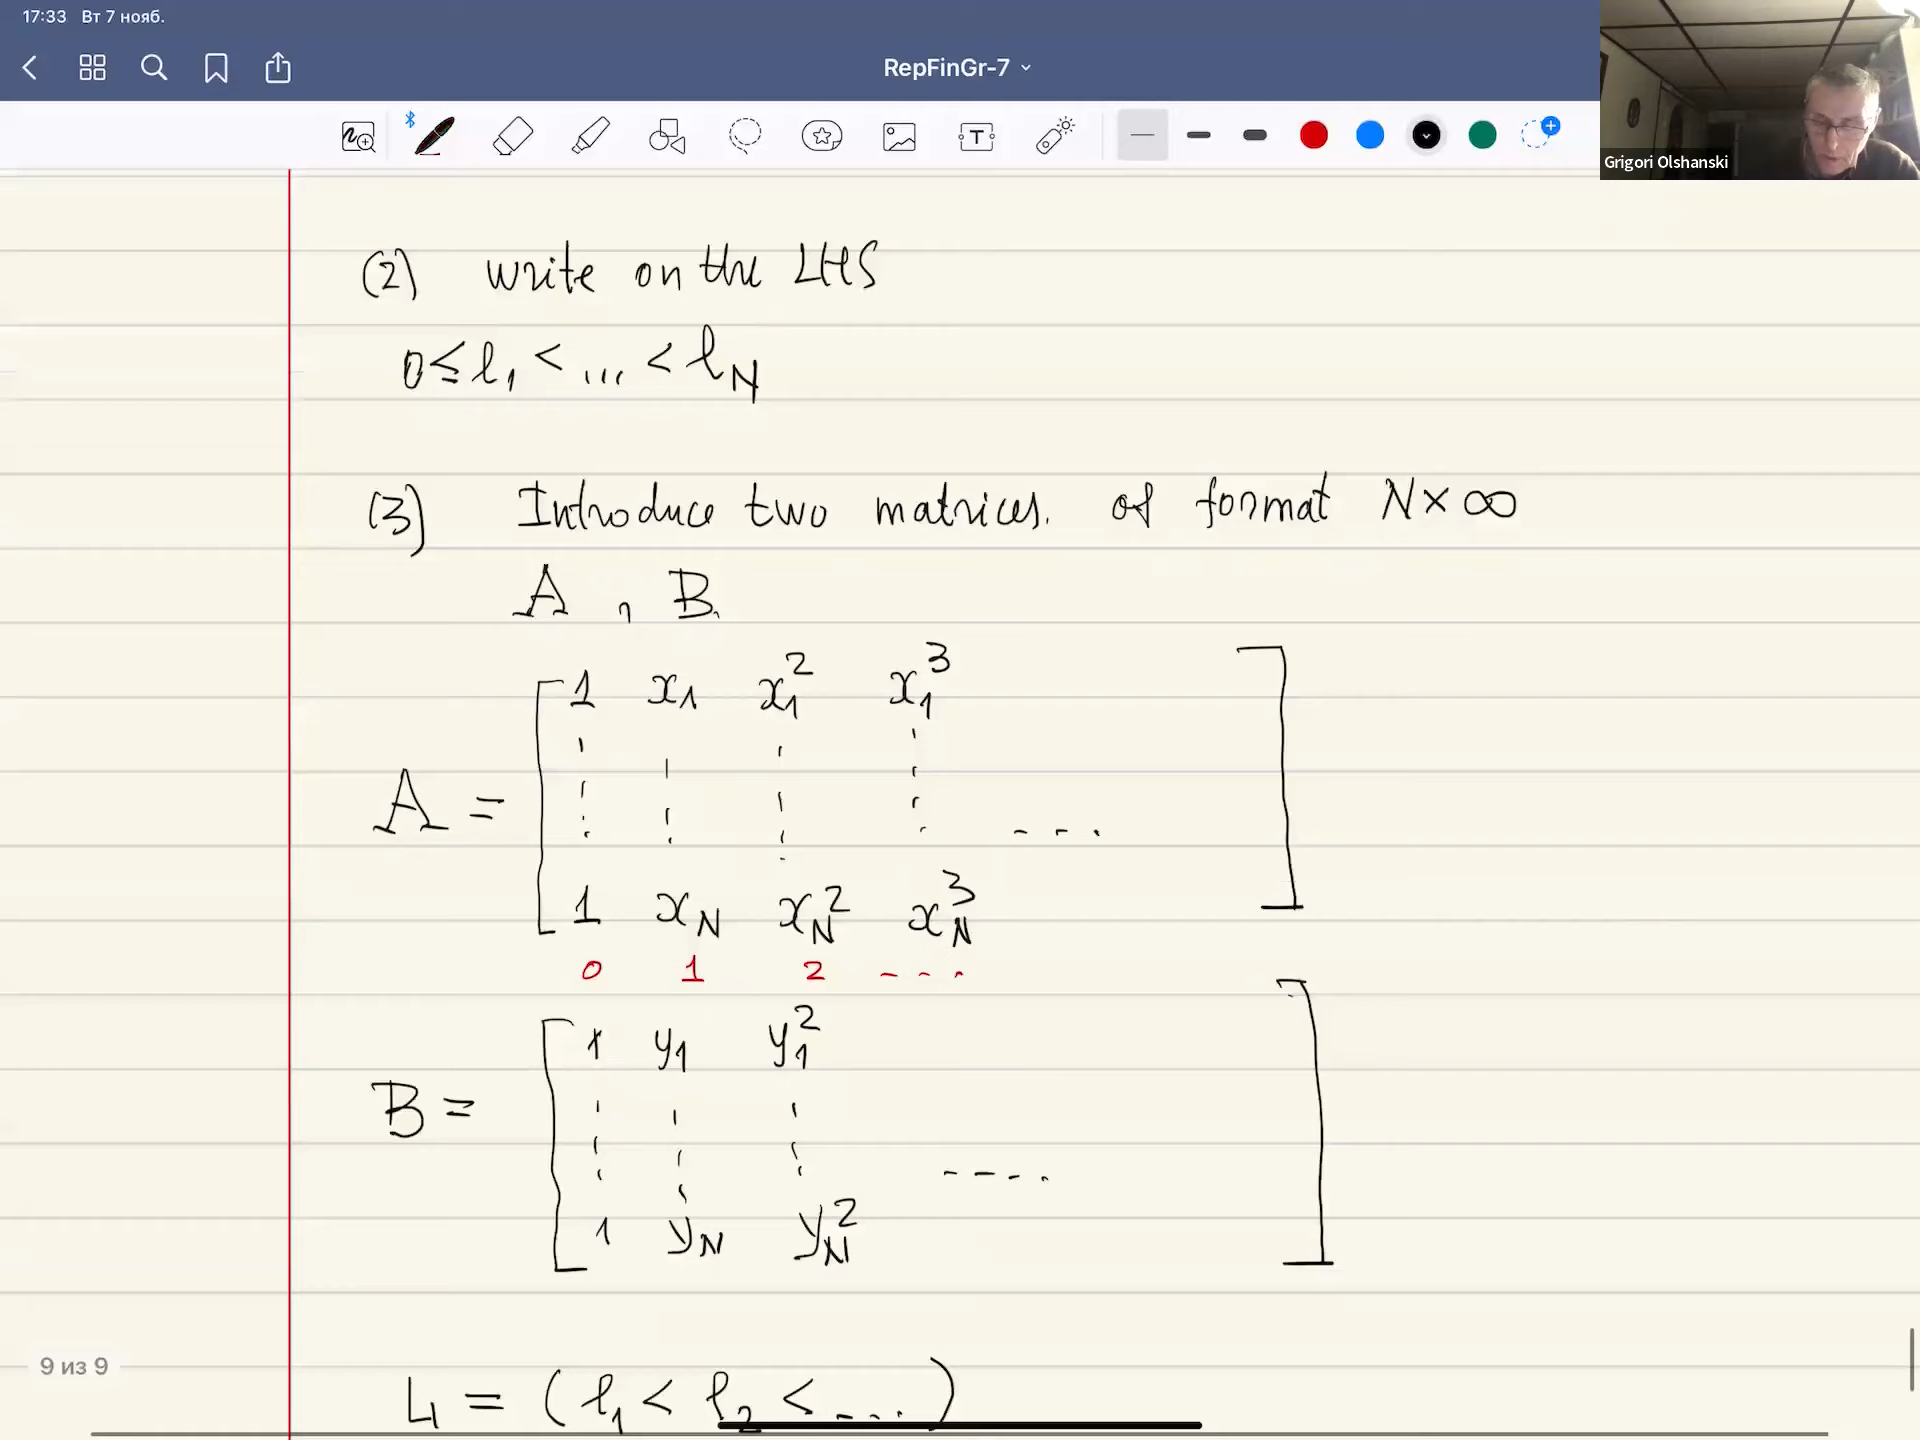 17:33 Вт 7 нояб.
RepFinGr-7
Grigori Olshanski
(2) write on the LHS
0 ≤ l₁ < ... < l_N
(3) Introduce two matrices. of format N × ∞
A , B.
1 x₁ x₁² x₁³
A = ...
1 x_N x_N² x_N³
0 1 2 - - -
1 y₁ y₁²
B = ....
1 y_N y_N²
L = (l₁ < l₂ < ...)
9 из 9